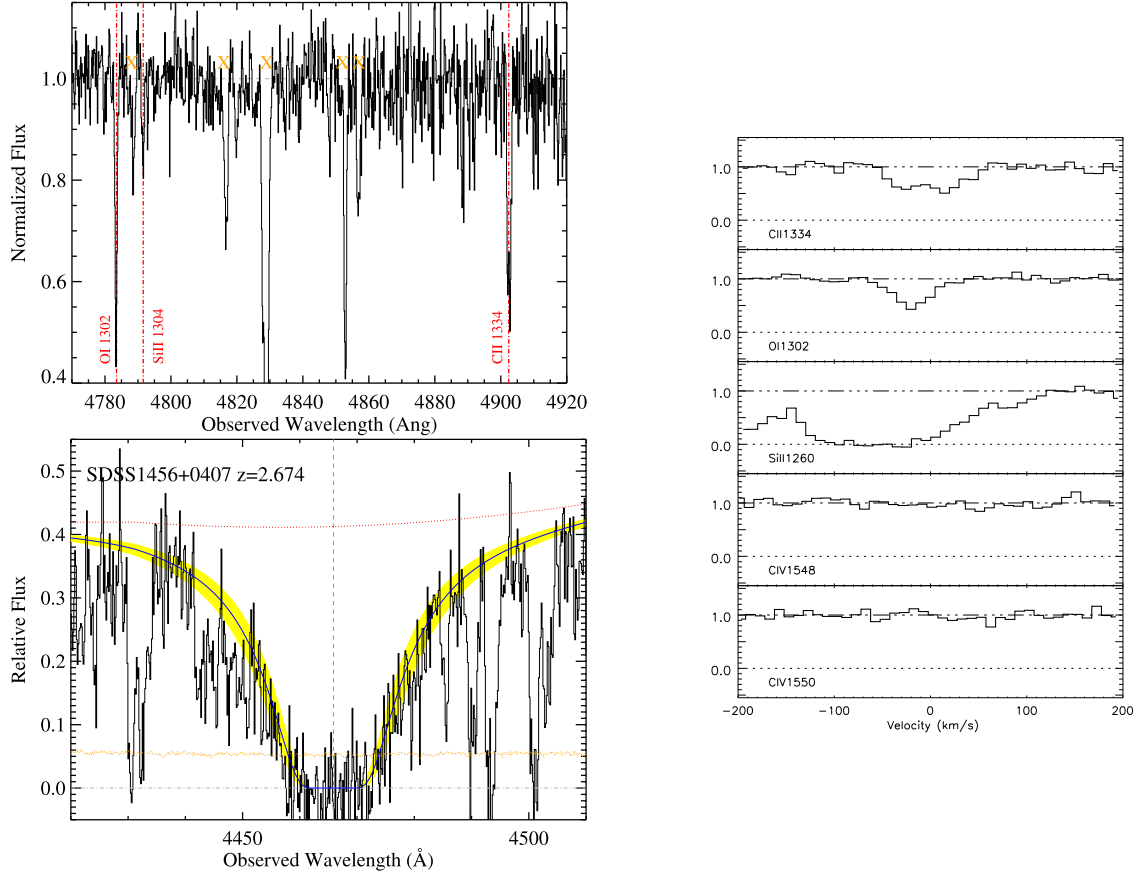 Normalized Flux
1.0
0.8
0.6
0.4
X X X X X
OI 1302
SiII 1304
CII 1334
4780 4800 4820 4840 4860 4880 4900 4920
Observed Wavelength (Ang)
SDSS1456+0407 z=2.674
Relative Flux
0.5
0.4
0.3
0.2
0.1
0.0
4450 4500
Observed Wavelength (Å)
1.0
0.0
CII1334
1.0
0.0
OI1302
1.0
0.0
SiII1260
1.0
0.0
CIV1548
1.0
0.0
CIV1550
-200 -100 0 100 200
Velocity (km/s)